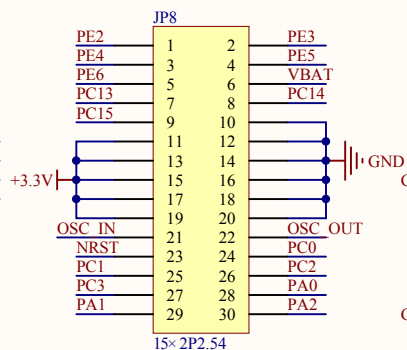 JP8
PE2 1 2 PE3
PE4 3 4 PE5
PE6 5 6 VBAT
PC13 7 8 PC14
PC15 9 10
11 12
13 14 GND
+3.3V 15 16
17 18
19 20
OSC_IN 21 22 OSC_OUT
NRST 23 24 PC0
PC1 25 26 PC2
PC3 27 28 PA0
PA1 29 30 PA2
15×2P2.54